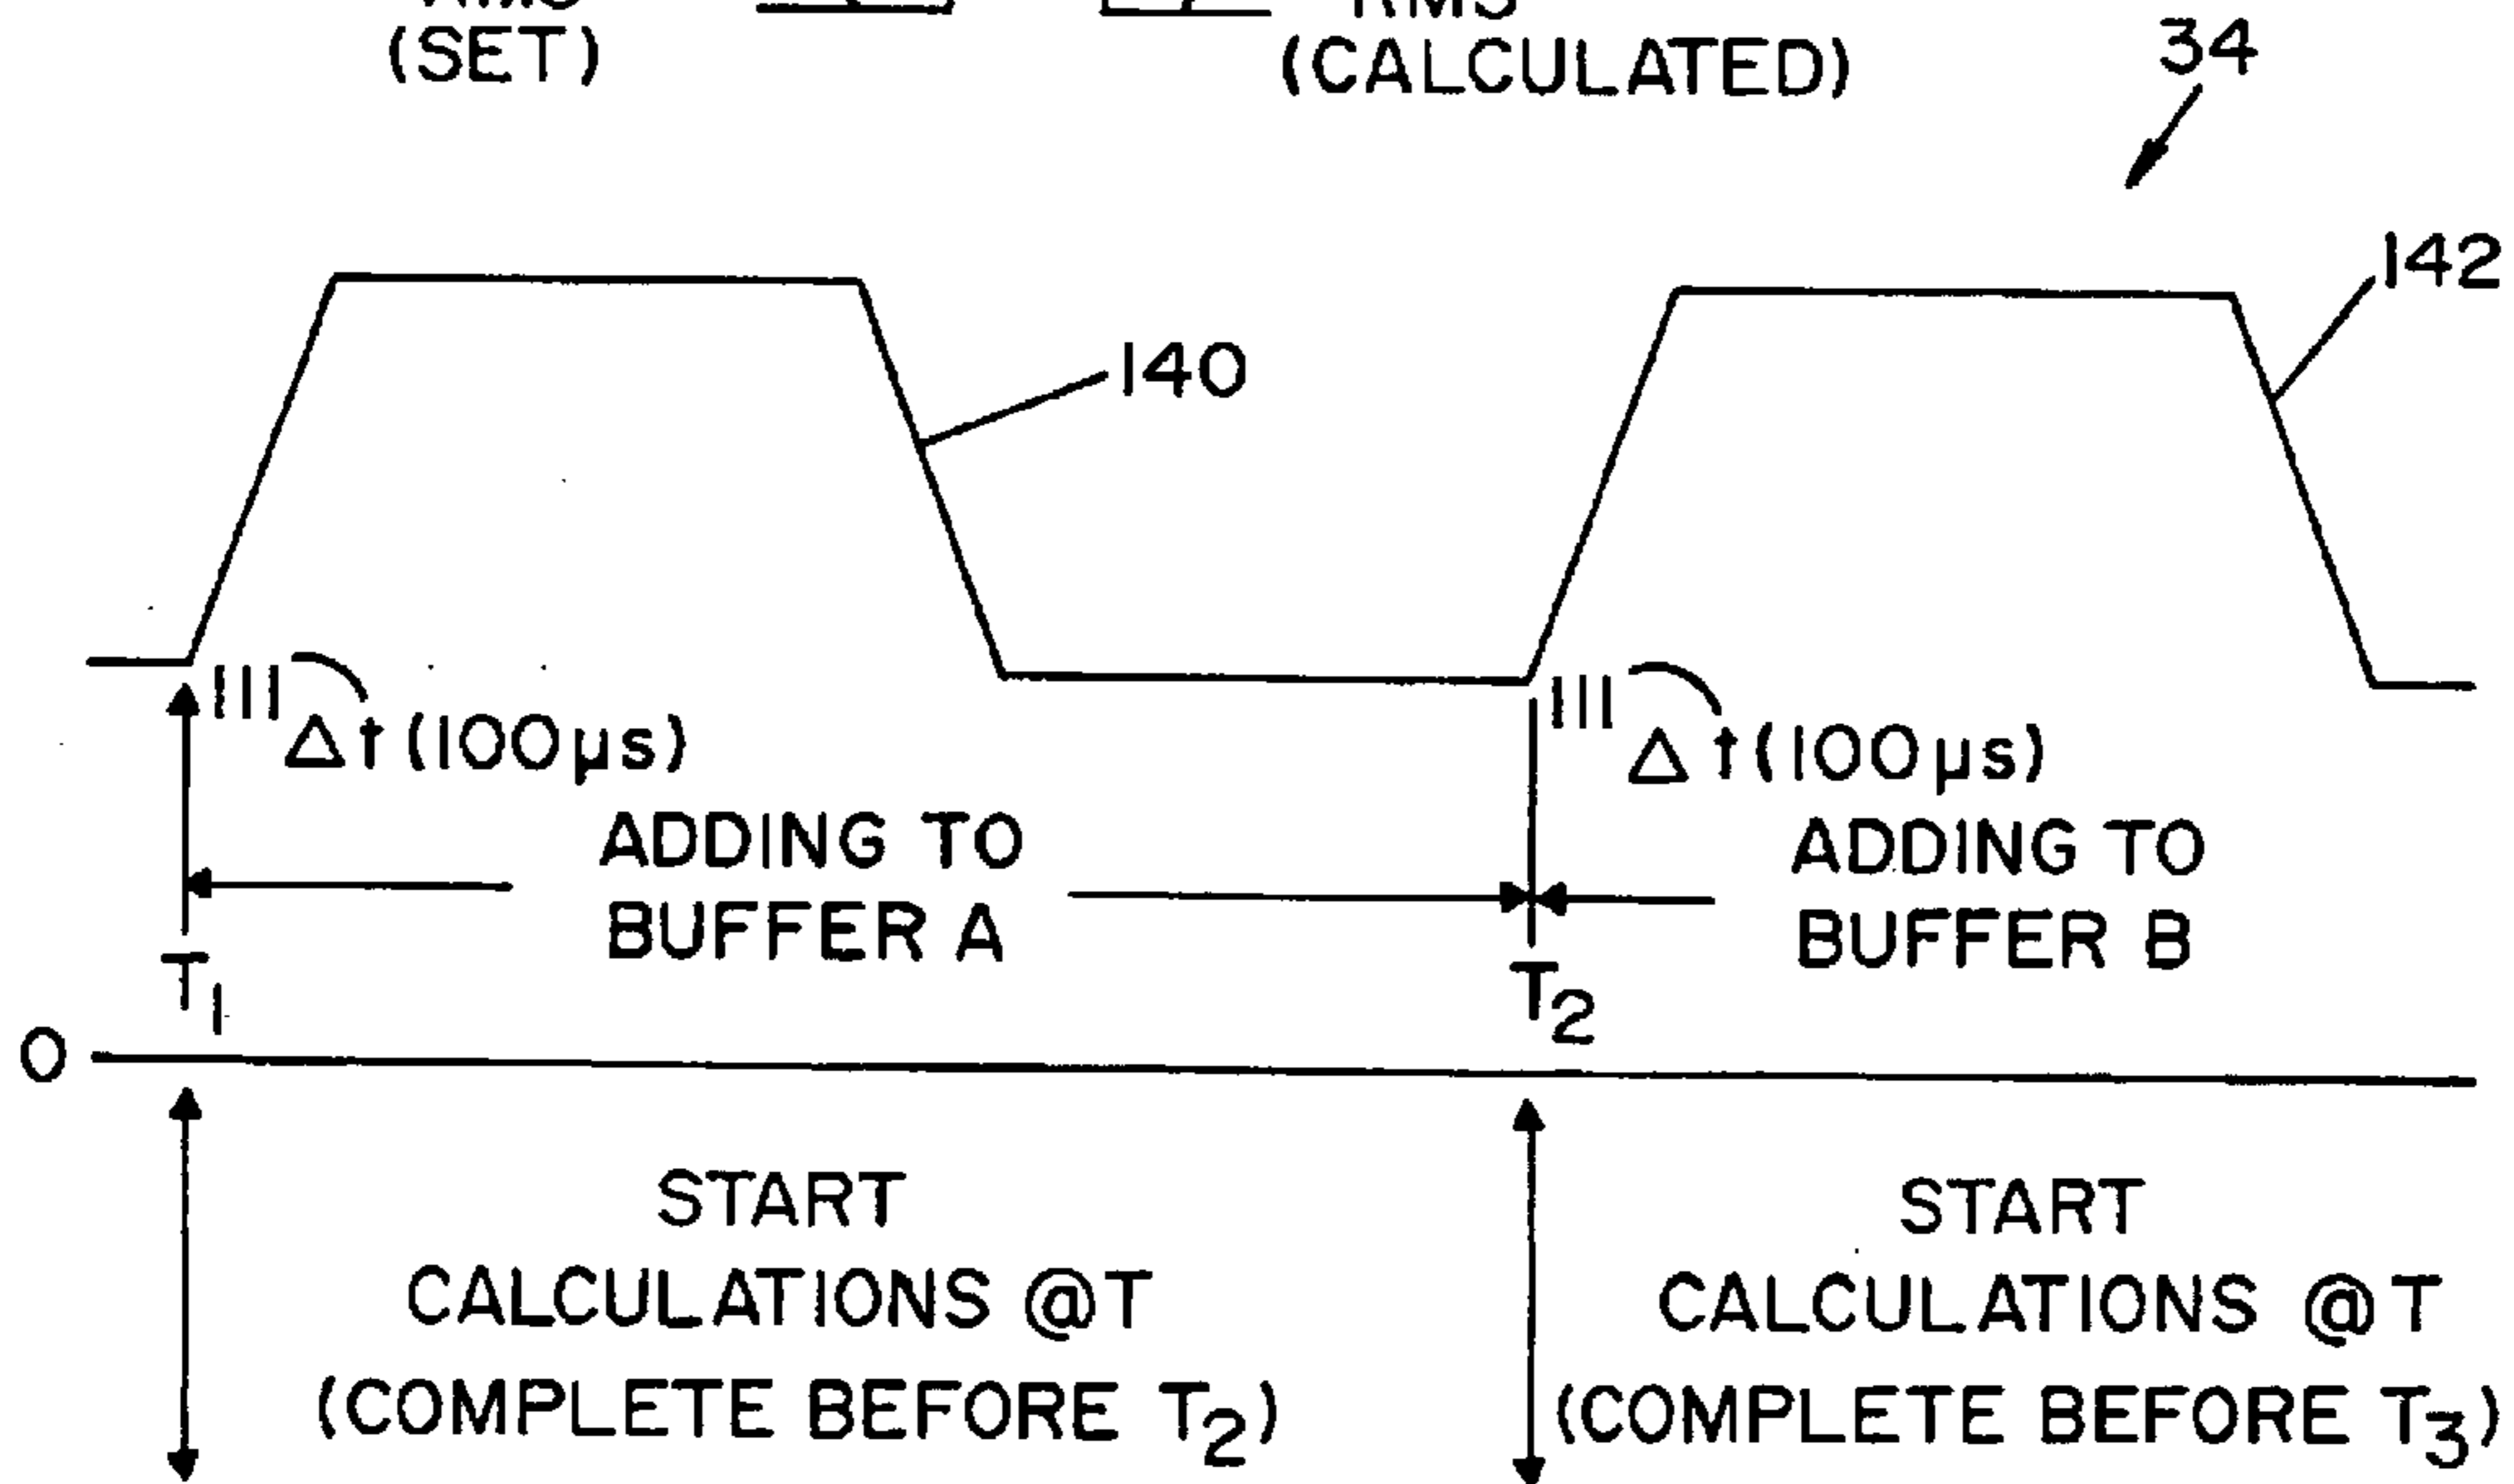 (SET)
RMS
(CALCULATED)
34
142
140
Δt (100μs)
Δt (100μs)
ADDING TO
BUFFER A
ADDING TO
BUFFER B
T1
T2
0
START
CALCULATIONS @T
(COMPLETE BEFORE T2)
START
CALCULATIONS @T
(COMPLETE BEFORE T3)